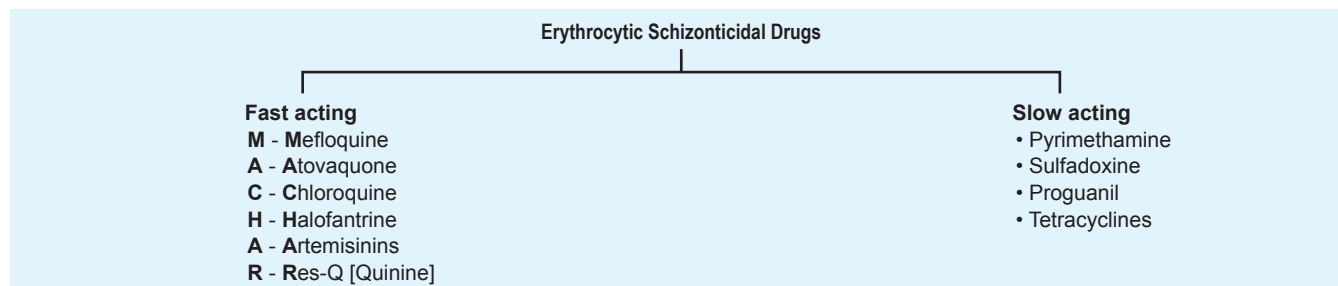 Erythrocytic Schizonticidal Drugs
Fast acting
M - Mefloquine
A - Atovaquone
C - Chloroquine
H - Halofantrine
A - Artemisinins
R - Res-Q [Quinine]
Slow acting
• Pyrimethamine
• Sulfadoxine
• Proguanil
• Tetracyclines